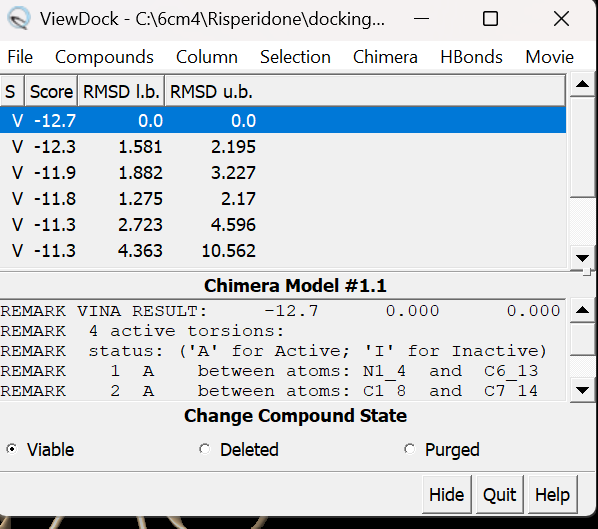 ViewDock - C:\6cm4\Risperidone\docking...
File Compounds Column Selection Chimera HBonds Movie
S Score RMSD l.b. RMSD u.b.
V -12.7 0.0 0.0
V -12.3 1.581 2.195
V -11.9 1.882 3.227
V -11.8 1.275 2.17
V -11.3 2.723 4.596
V -11.3 4.363 10.562
Chimera Model #1.1
REMARK VINA RESULT: -12.7 0.000 0.000
REMARK 4 active torsions:
REMARK status: ('A' for Active; 'I' for Inactive)
REMARK 1 A between atoms: N1_4 and C6_13
REMARK 2 A between atoms: C1_8 and C7_14
Change Compound State
Viable Deleted Purged
Hide Quit Help